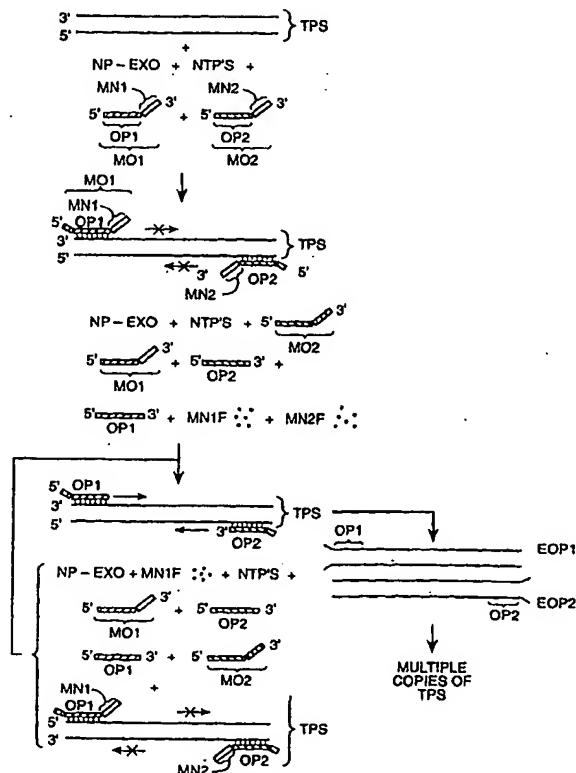 3'
5' TPS
+
NP-EXO + NTP'S +
MN1 MN2
5' 3' + 5' 3'
OP1 OP2
MO1 MO2
MO1
MN1
5' OP1
3' TPS
5' 3' OP2 5'
MN2
NP-EXO + NTP'S + 5' 3'
MO2
5' 3' + 5' 3' +
MO1 OP2
5' 3' + MN1F + MN2F
OP1
5' OP1
3' TPS
5' 3' OP2
OP1 EOP1
EOP2
OP2
MULTIPLE
COPIES OF
TPS
NP-EXO + MN1F + NTP'S +
5' 3' + 5' 3'
MO1 OP2
5' 3' + 5' 3'
OP1 MO2
+
MN1
5' OP1
3' TPS
5' 3' OP2 5'
MN2